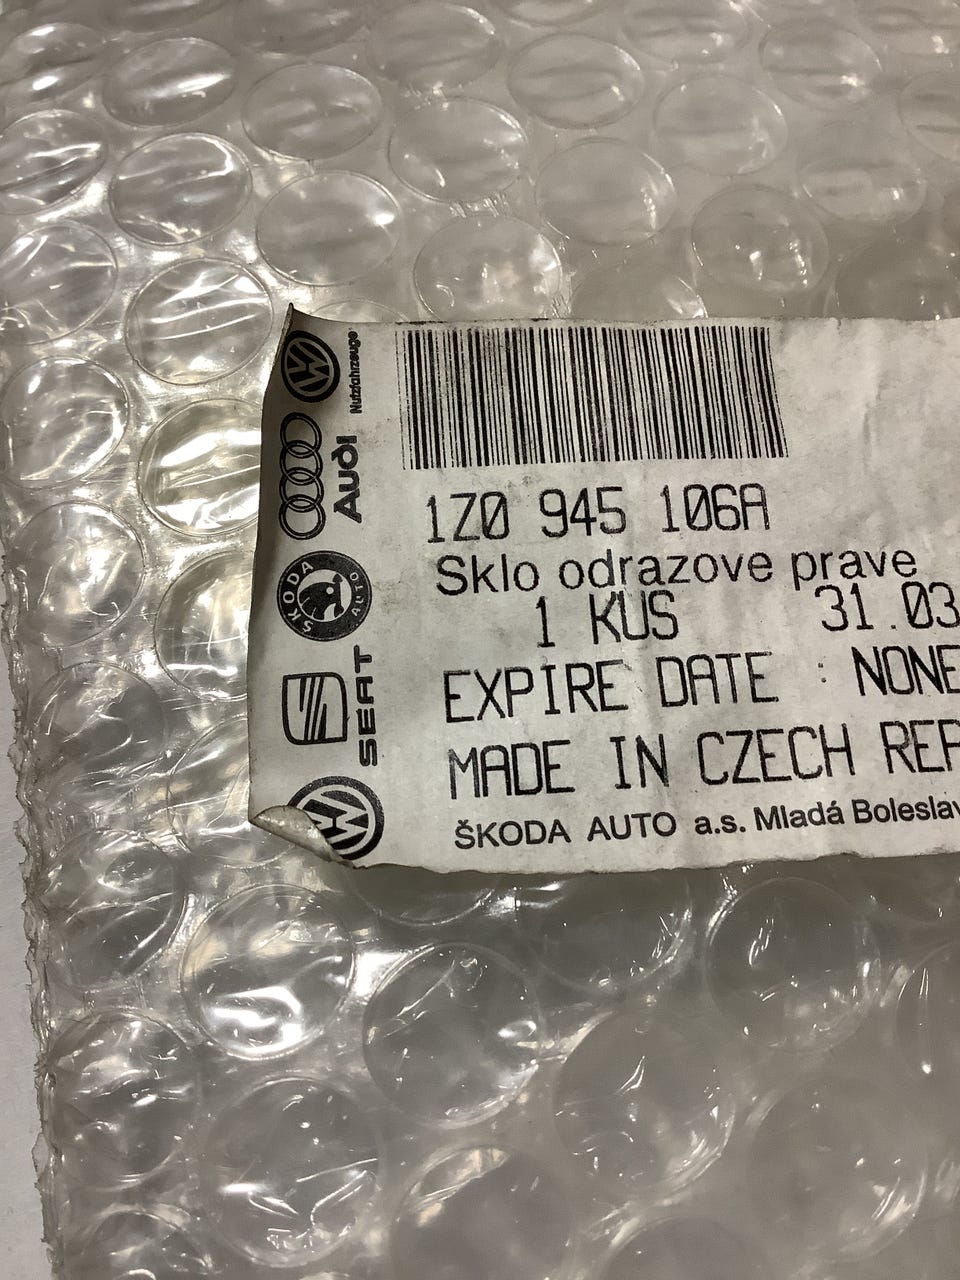 Nutzfahrzeuge
Audi
ŠKODA AUTO
SEAT
1Z0 945 106A
Sklo odrazove prave
1 KUS 31.03
EXPIRE DATE : NONE
MADE IN CZECH REP
ŠKODA AUTO a.s. Mladá Boleslav